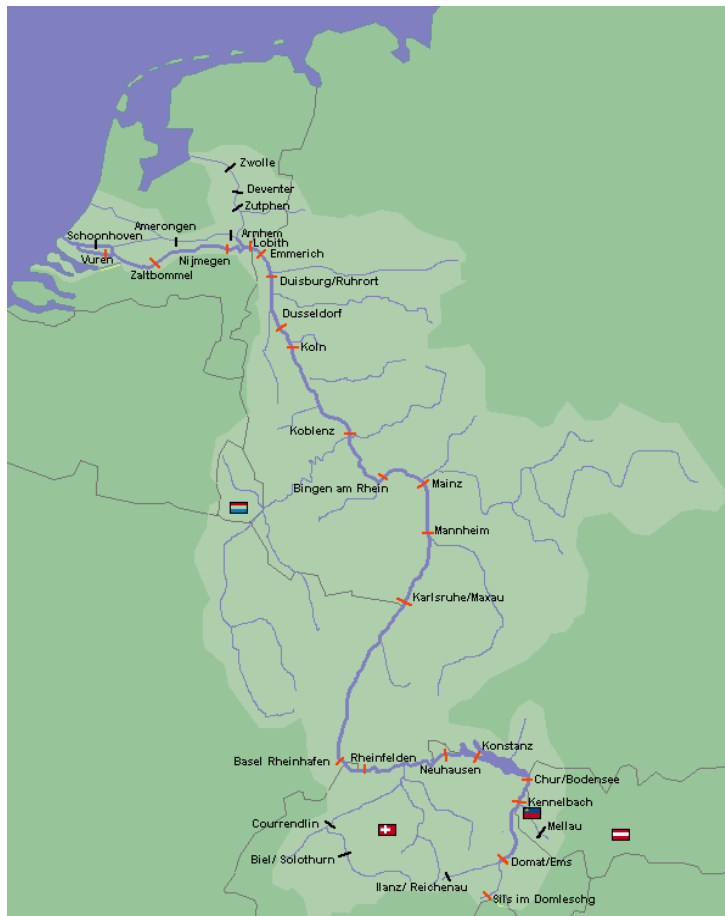 Zwolle
Deventer
Zutphen
Amerongen
Arnhem
Schoonhoven
Lobith
Vuren
Nijmegen
Emmerich
Zaltbommel
Duisburg/Ruhrort
Dusseldorf
Koln
Koblenz
Bingen am Rhein
Mainz
Mannheim
Karlsruhe/Maxau
Konstanz
Basel Rheinhafen
Rheinfelden
Neuhausen
Chur/Bodensee
Kennelbach
Courrendlin
Mellau
Biel/ Solothurn
Domat/Ems
Ilanz/ Reichenau
Sils im Domleschg